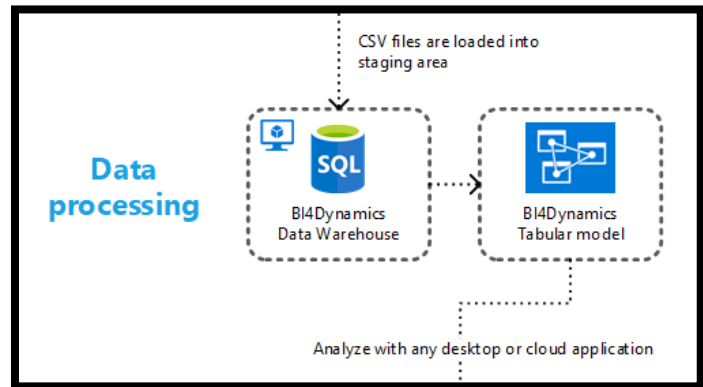 CSV files are loaded into
staging area
Data
processing
SQL
BI4Dynamics
Data Warehouse
BI4Dynamics
Tabular model
Analyze with any desktop or cloud application